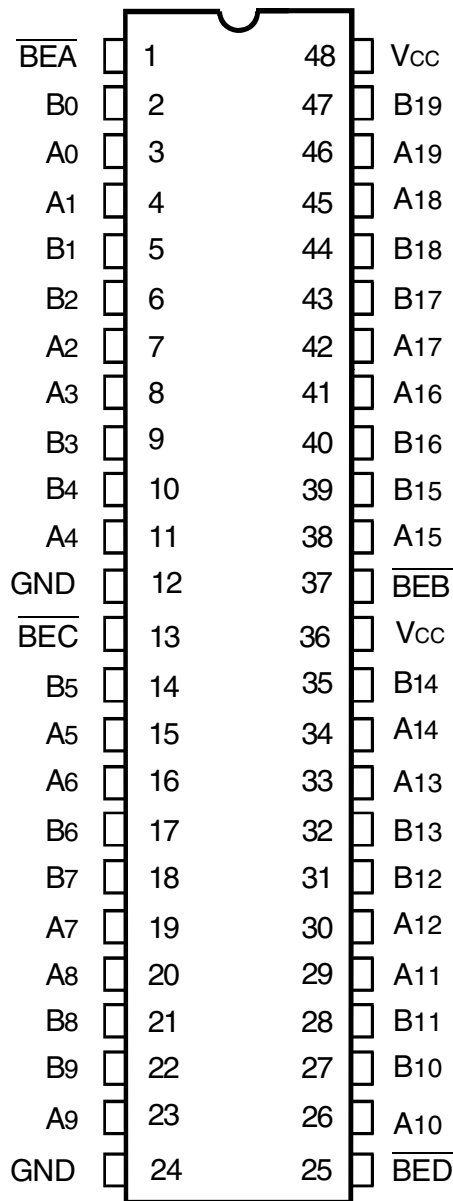 BEA 1 48 VCC
B0 2 47 B19
A0 3 46 A19
A1 4 45 A18
B1 5 44 B18
B2 6 43 B17
A2 7 42 A17
A3 8 41 A16
B3 9 40 B16
B4 10 39 B15
A4 11 38 A15
GND 12 37 BEB
BEC 13 36 VCC
B5 14 35 B14
A5 15 34 A14
A6 16 33 A13
B6 17 32 B13
B7 18 31 B12
A7 19 30 A12
A8 20 29 A11
B8 21 28 B11
B9 22 27 B10
A9 23 26 A10
GND 24 25 BED